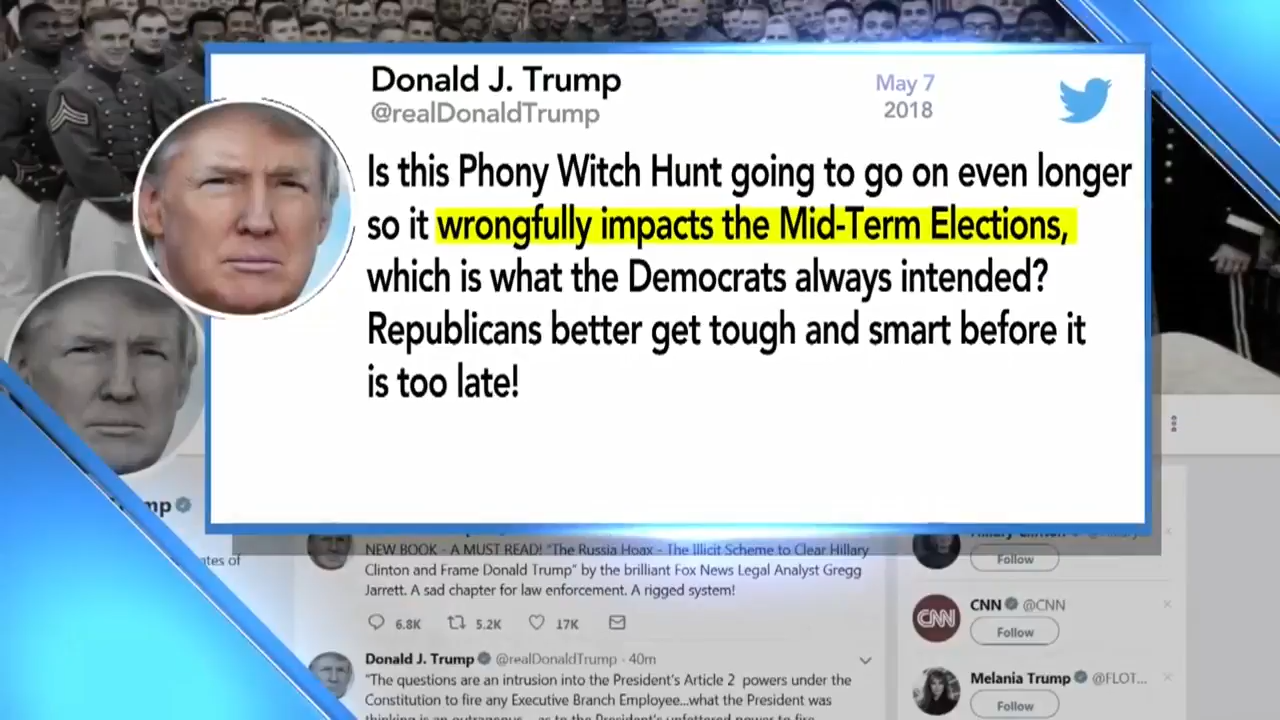 Donald J. Trump
@realDonaldTrump
May 7
2018
Is this Phony Witch Hunt going to go on even longer
so it wrongfully impacts the Mid-Term Elections,
which is what the Democrats always intended?
Republicans better get tough and smart before it
is too late!
mp
tes of
NEW BOOK - A MUST READ! "The Russia Hoax - The Illicit Scheme to Clear Hillary
Clinton and Frame Donald Trump" by the brilliant Fox News Legal Analyst Gregg
Jarrett. A sad chapter for law enforcement. A rigged system!
6.8K 5.2K 17K
Donald J. Trump @realDonaldTrump · 40m
"The questions are an intrusion into the President's Article 2 powers under the
Constitution to fire any Executive Branch Employee...what the President was
Follow
CNN
CNN @CNN
Follow
Melania Trump @FLOT...
Follow